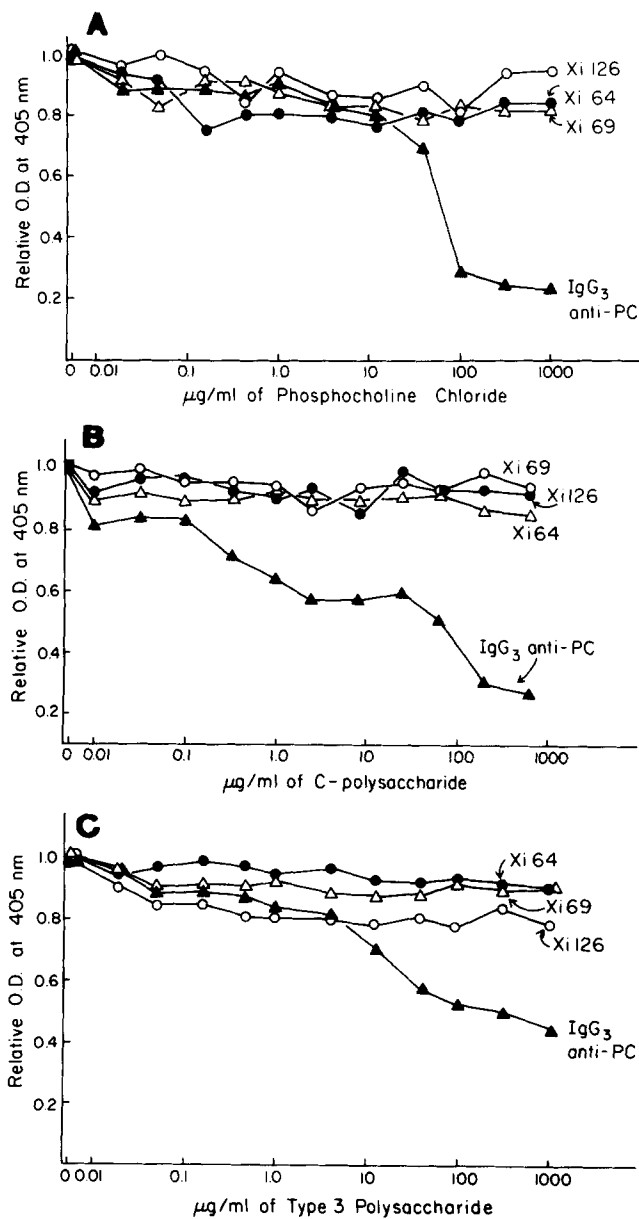 A
Relative O.D. at 405 nm
1.0
0.8
0.6
0.4
0.2
Xi 126
Xi 64
Xi 69
IgG3
anti-PC
0 0.01 0.1 1.0 10 100 1000
μg/ml of Phosphocholine Chloride
B
Relative O.D. at 405 nm
1.0
0.8
0.6
0.4
0.2
Xi 69
Xi126
Xi64
IgG3 anti-PC
0 0.01 0.1 1.0 10 100 1000
μg/ml of C-polysaccharide
C
Relative O.D. at 405 nm
1.0
0.8
0.6
0.4
0.2
Xi 64
Xi 69
Xi126
IgG3
anti-PC
0 0.01 0.1 1.0 10 100 1000
μg/ml of Type 3 Polysaccharide